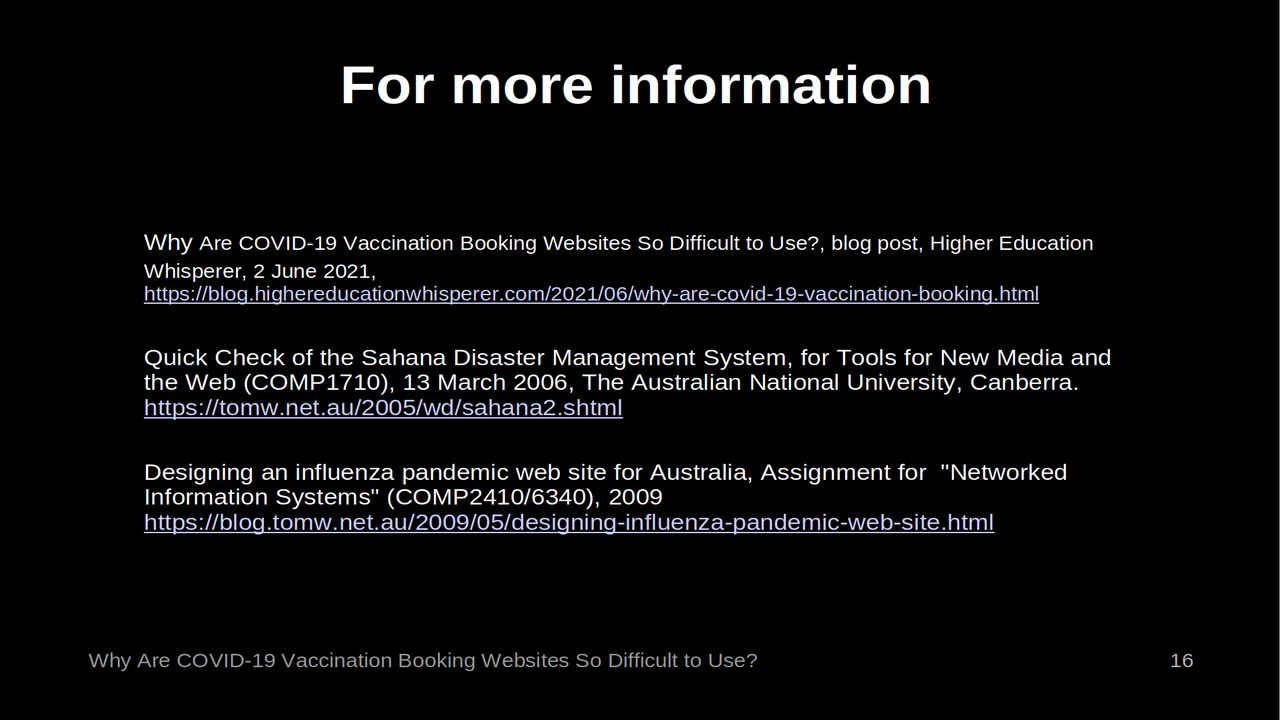 For more information
Why Are COVID-19 Vaccination Booking Websites So Difficult to Use?, blog post, Higher Education
Whisperer, 2 June 2021,
https://blog.highereducationwhisperer.com/2021/06/why-are-covid-19-vaccination-booking.html
Quick Check of the Sahana Disaster Management System, for Tools for New Media and
the Web (COMP1710), 13 March 2006, The Australian National University, Canberra.
https://tomw.net.au/2005/wd/sahana2.shtml
Designing an influenza pandemic web site for Australia, Assignment for  "Networked
Information Systems" (COMP2410/6340), 2009
https://blog.tomw.net.au/2009/05/designing-influenza-pandemic-web-site.html
Why Are COVID-19 Vaccination Booking Websites So Difficult to Use?
16